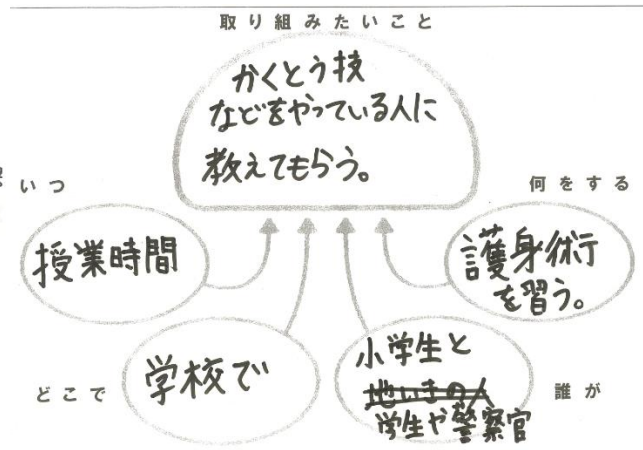 取り組みたいこと
かくとう技
などをやっている人に
教えてもらう。
いつ
授業時間
何をする
護身術
を習う。
どこで
学校で
誰が
小学生と
地いきの人
学生や警察官